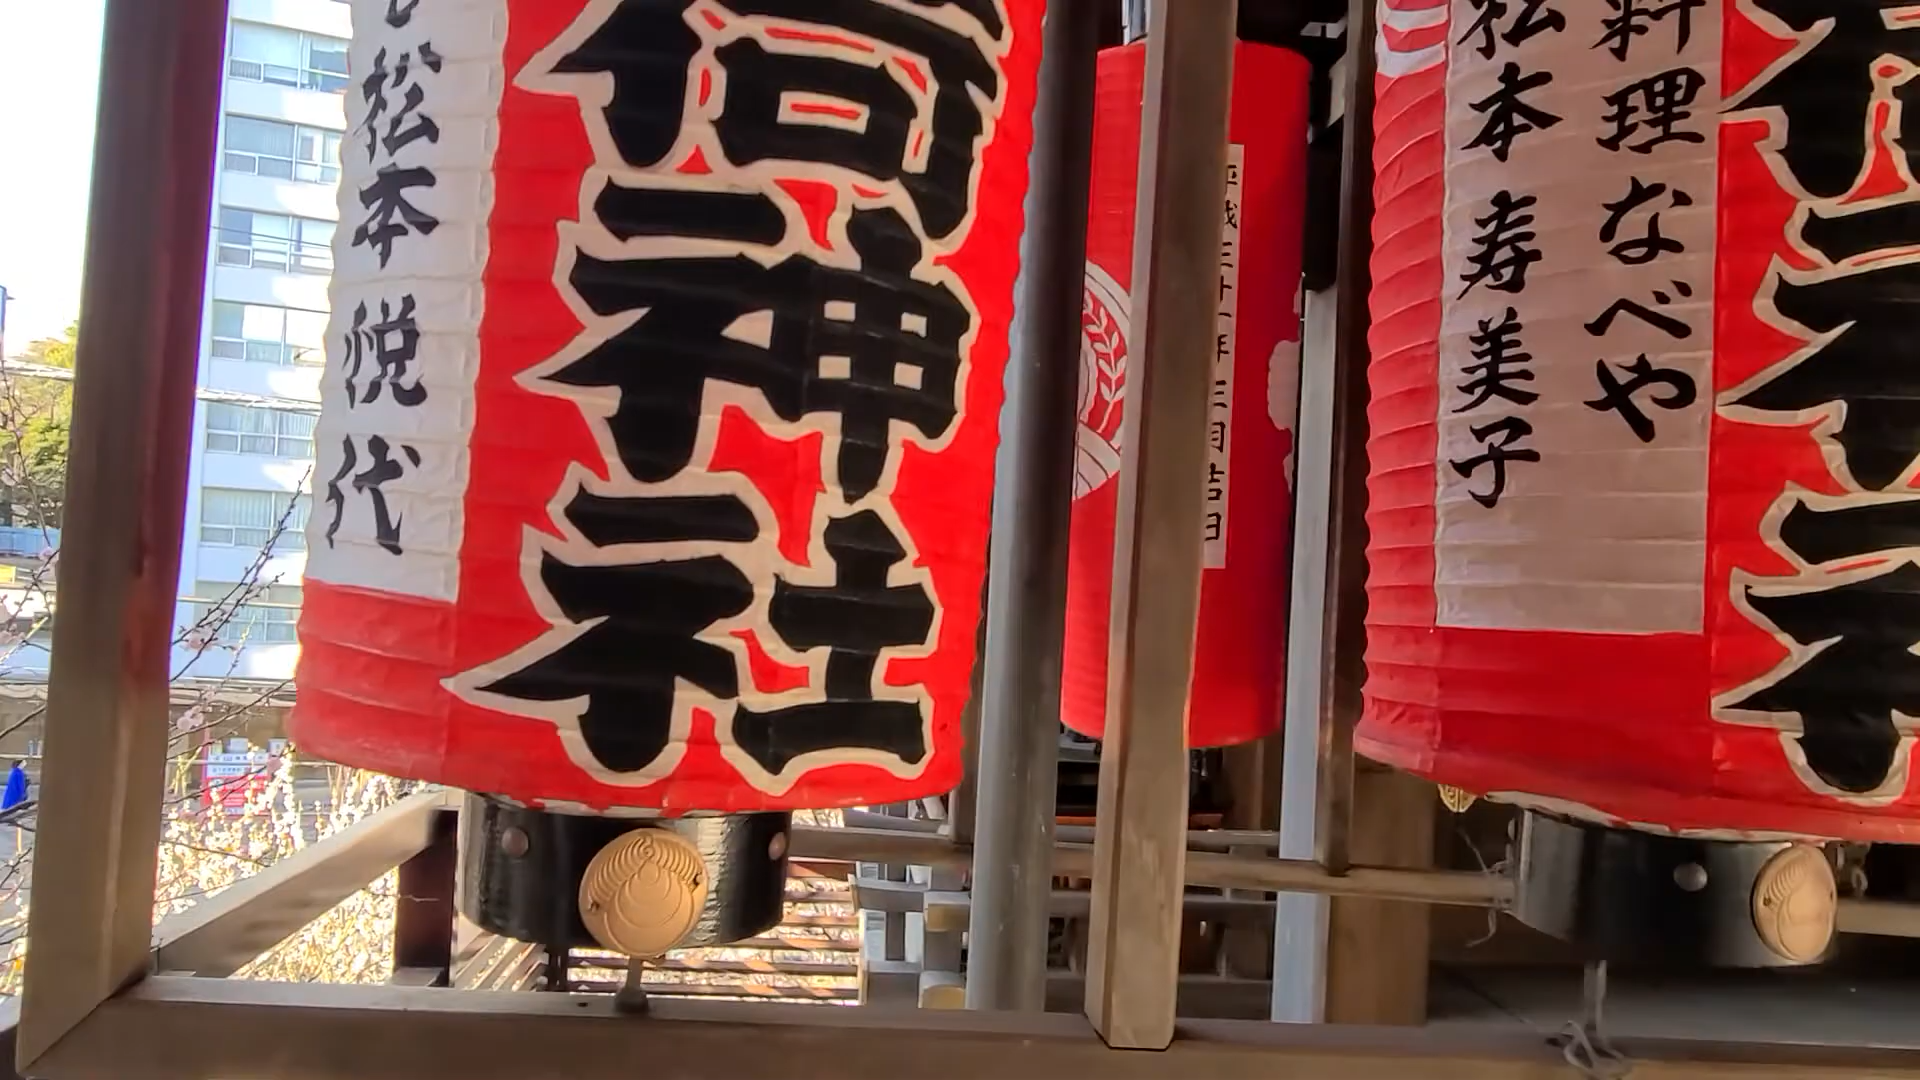 松本悦代
荷神社
平成三十一年三月吉日
料理なべや
松本寿美子